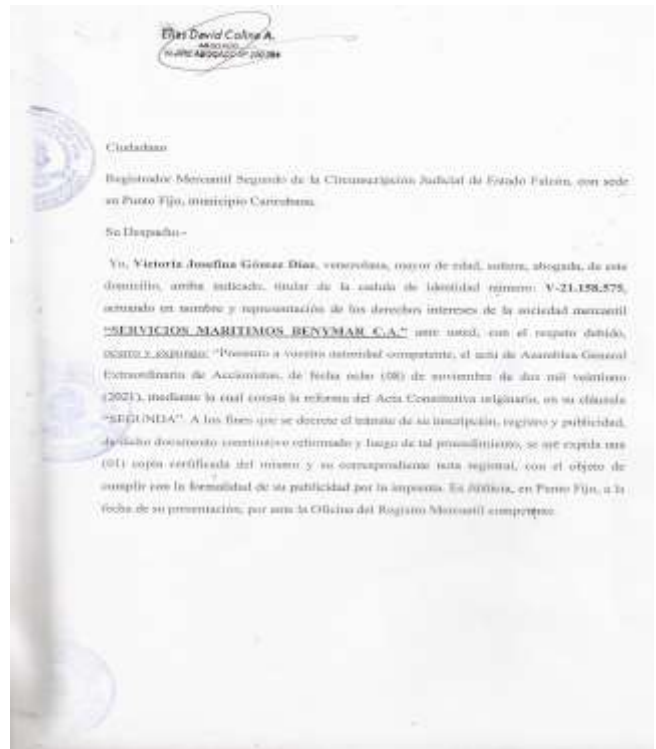 Elías David Colina A.
ABOGADO
Ciudadano
Registrador Mercantil Segundo de la Circunscripción Judicial de Estado Falcón, con sede
en Punto Fijo, municipio Carirubana.
Su Despacho.-
Yo, Victoria Josefina Gómez Díaz, venezolana, mayor de edad, soltera, abogada, de este
domicilio, arriba indicado, titular de la cedula de identidad número: V-21.158.575,
actuando en nombre y representación de los derechos intereses de la sociedad mercantil
"SERVICIOS MARITIMOS BENYMAR C.A." ante usted, con el respeto debido,
ocurro y expongo: "Presento a vuestra autoridad competente, el acta de Asamblea General
Extraordinaria de Accionistas, de fecha ocho (08) de noviembre de dos mil veintiuno
(2021), mediante la cual consta la reforma del Acta Constitutiva originaria, en su cláusula
"SEGUNDA". A los fines que se decrete el trámite de su inscripción, registro y publicidad,
de dicho documento constitutivo reformado y luego de tal procedimiento, se me expida una
(01) copia certificada del mismo y su correspondiente nota registral, con el objeto de
cumplir con la formalidad de su publicidad por la imprenta. Es Justicia, en Punto Fijo, a la
fecha de su presentación, por ante la Oficina del Registro Mercantil competente.